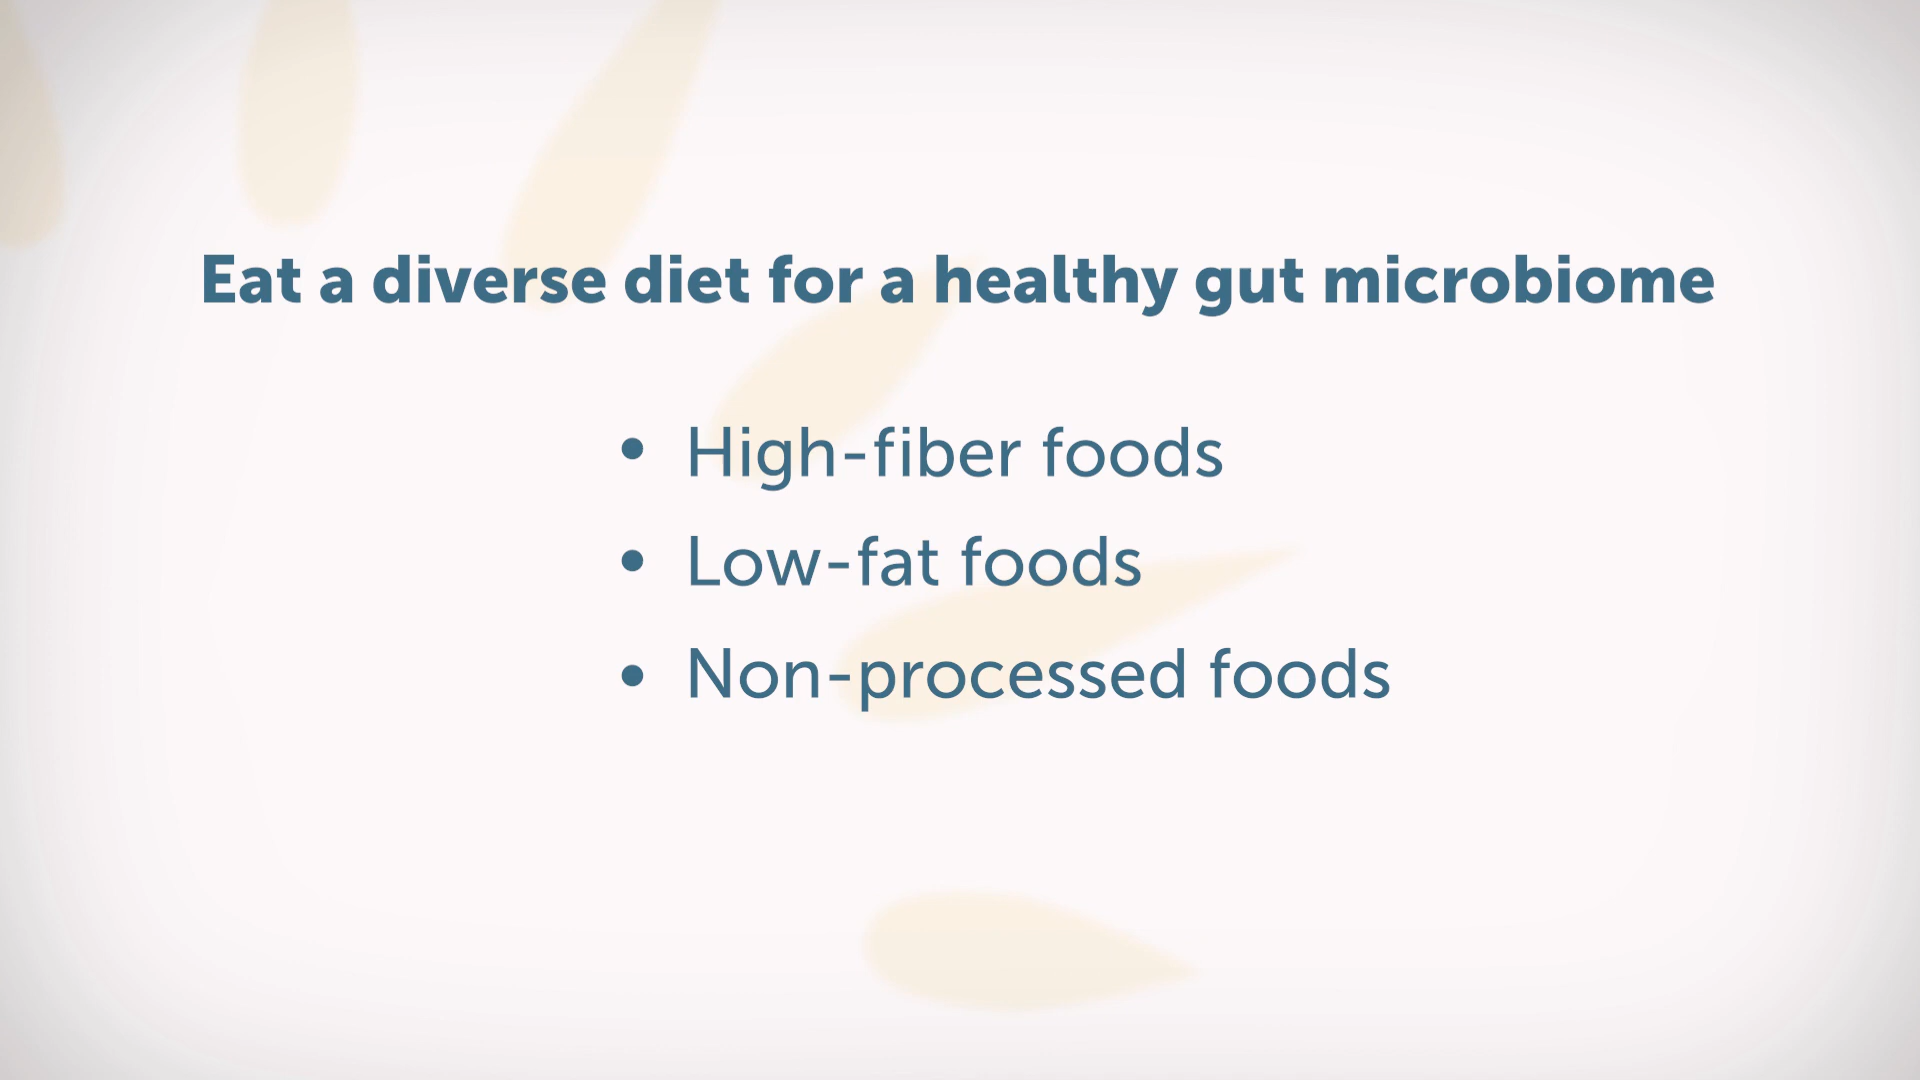 Eat a diverse diet for a healthy gut microbiome
• High-fiber foods
• Low-fat foods
• Non-processed foods